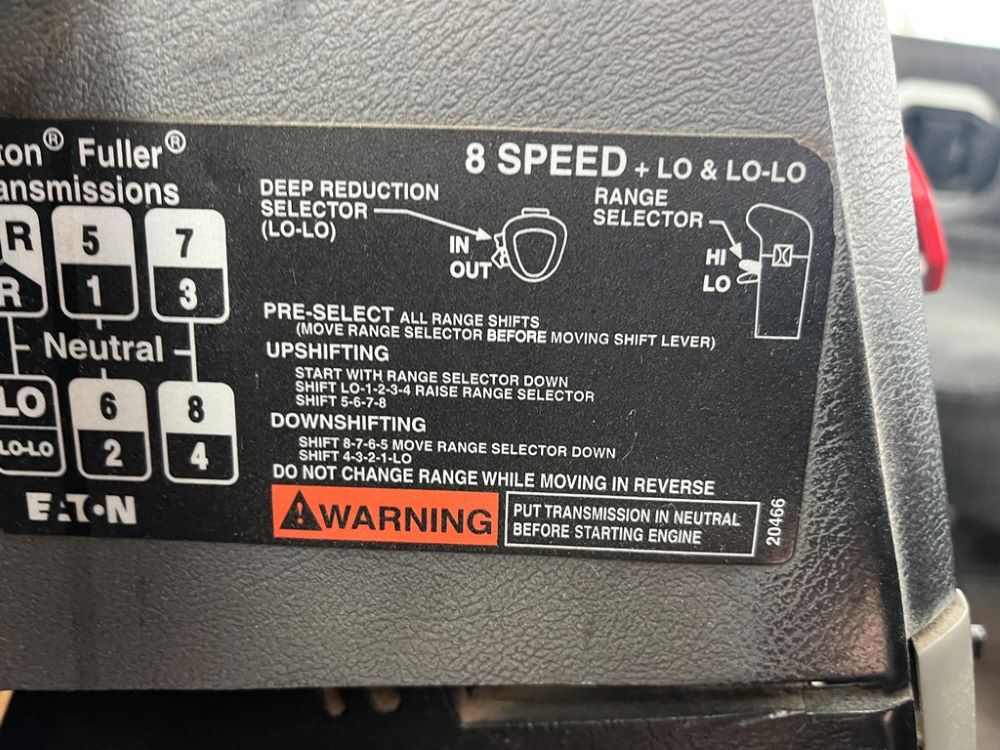 ton® Fuller®
ansmissions
8 SPEED + LO & LO-LO
DEEP REDUCTION
SELECTOR
(LO-LO)
IN
OUT
RANGE
SELECTOR
HI
LO
R 5 7
R 1 3
Neutral
LO 6 8
LO-LO 2 4
EATON
PRE-SELECT ALL RANGE SHIFTS
(MOVE RANGE SELECTOR BEFORE MOVING SHIFT LEVER)
UPSHIFTING
START WITH RANGE SELECTOR DOWN
SHIFT LO-1-2-3-4 RAISE RANGE SELECTOR
SHIFT 5-6-7-8
DOWNSHIFTING
SHIFT 8-7-6-5 MOVE RANGE SELECTOR DOWN
SHIFT 4-3-2-1-LO
DO NOT CHANGE RANGE WHILE MOVING IN REVERSE
WARNING
PUT TRANSMISSION IN NEUTRAL
BEFORE STARTING ENGINE
20466